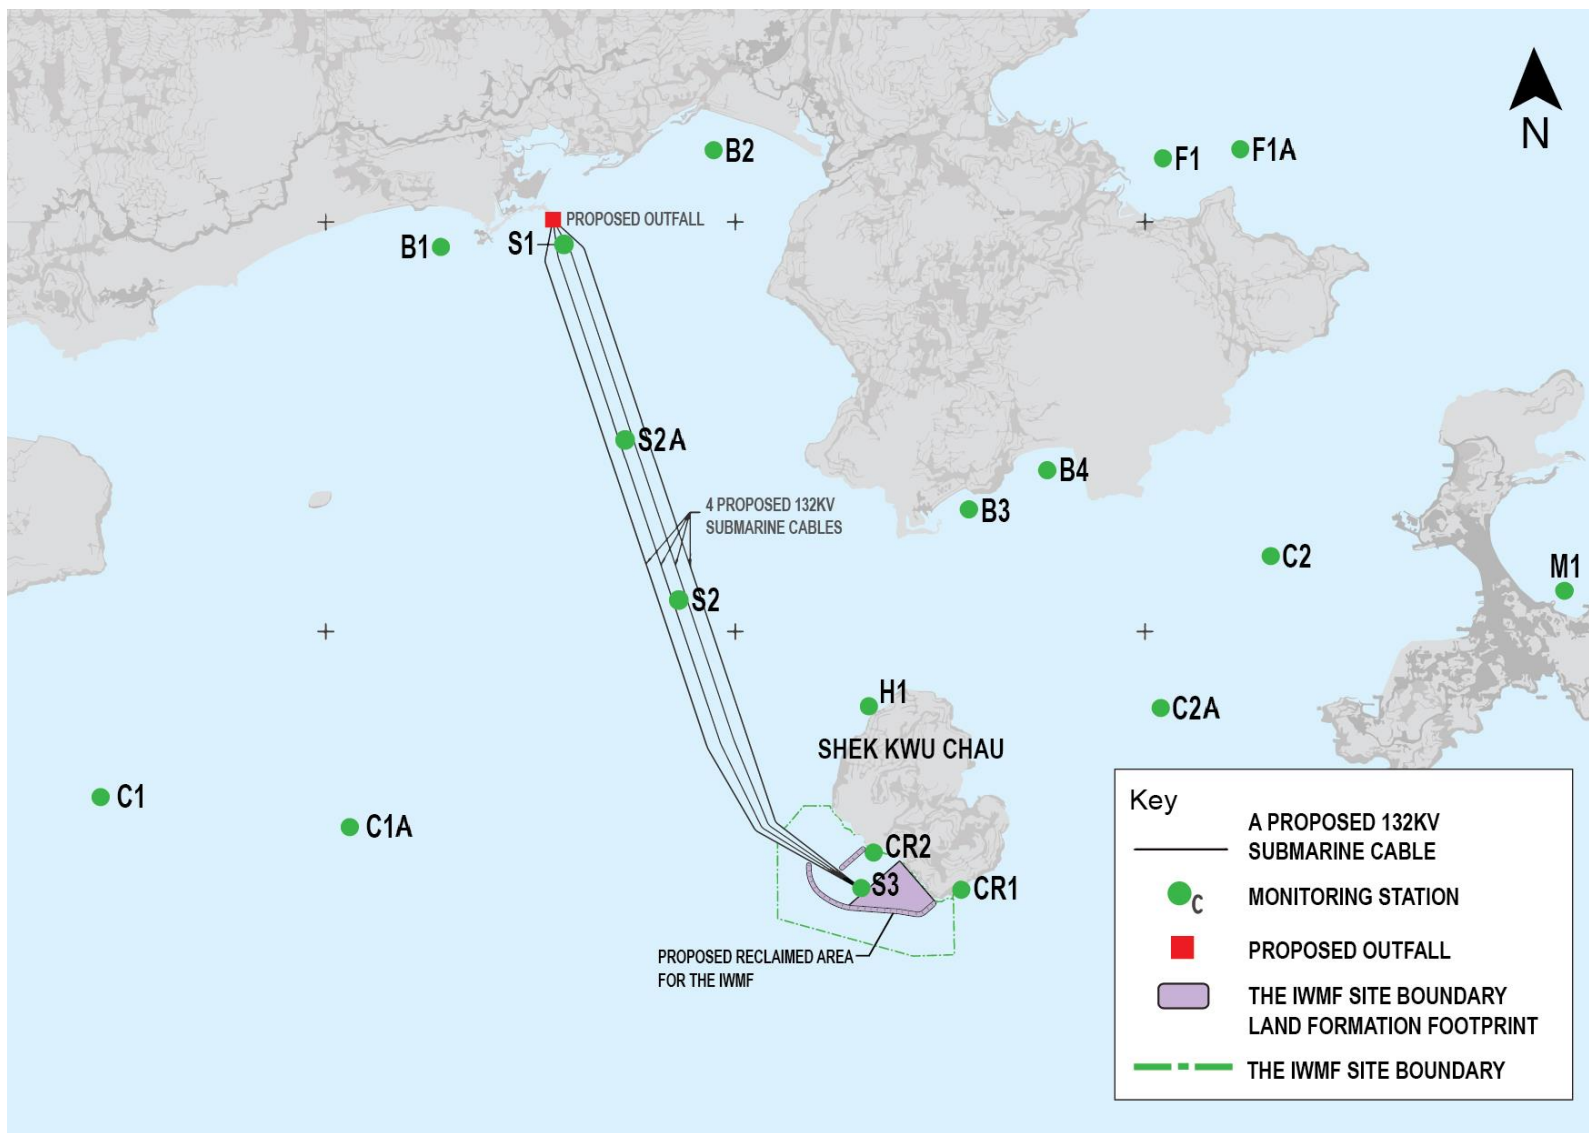 N
B2
F1
F1A
PROPOSED OUTFALL
B1
S1
S2A
B4
4 PROPOSED 132KV
SUBMARINE CABLES
B3
C2
M1
S2
H1
C2A
SHEK KWU CHAU
C1
C1A
CR2
S3
CR1
PROPOSED RECLAIMED AREA
FOR THE IWMF
Key
A PROPOSED 132KV
SUBMARINE CABLE
C
MONITORING STATION
PROPOSED OUTFALL
THE IWMF SITE BOUNDARY
LAND FORMATION FOOTPRINT
THE IWMF SITE BOUNDARY